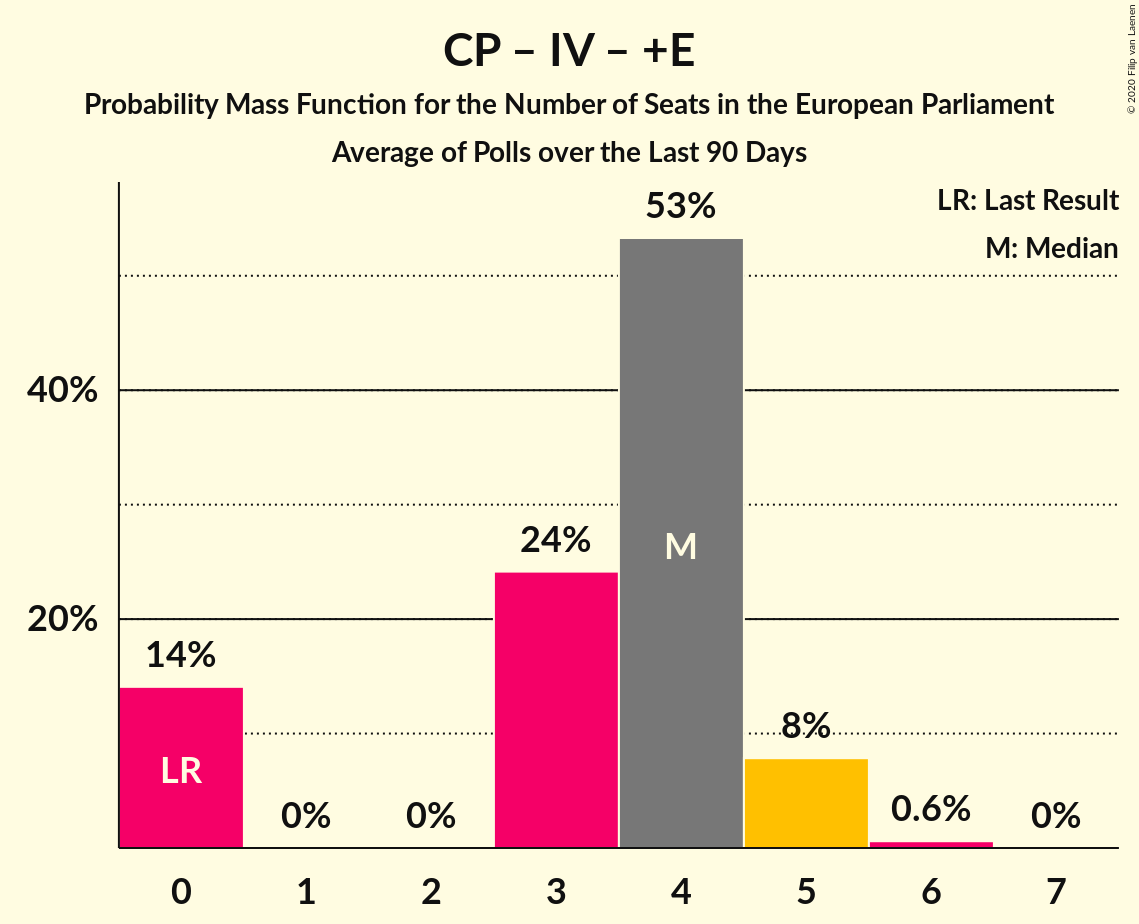 CP – IV – +E
Probability Mass Function for the Number of Seats in the European Parliament
Average of Polls over the Last 90 Days
© 2020 Filip van Laenen
LR: Last Result
M: Median
53%
40%
24%
M
20%
14%
LR
8%
0%
0%
0.6%
0%
0 1 2 3 4 5 6 7